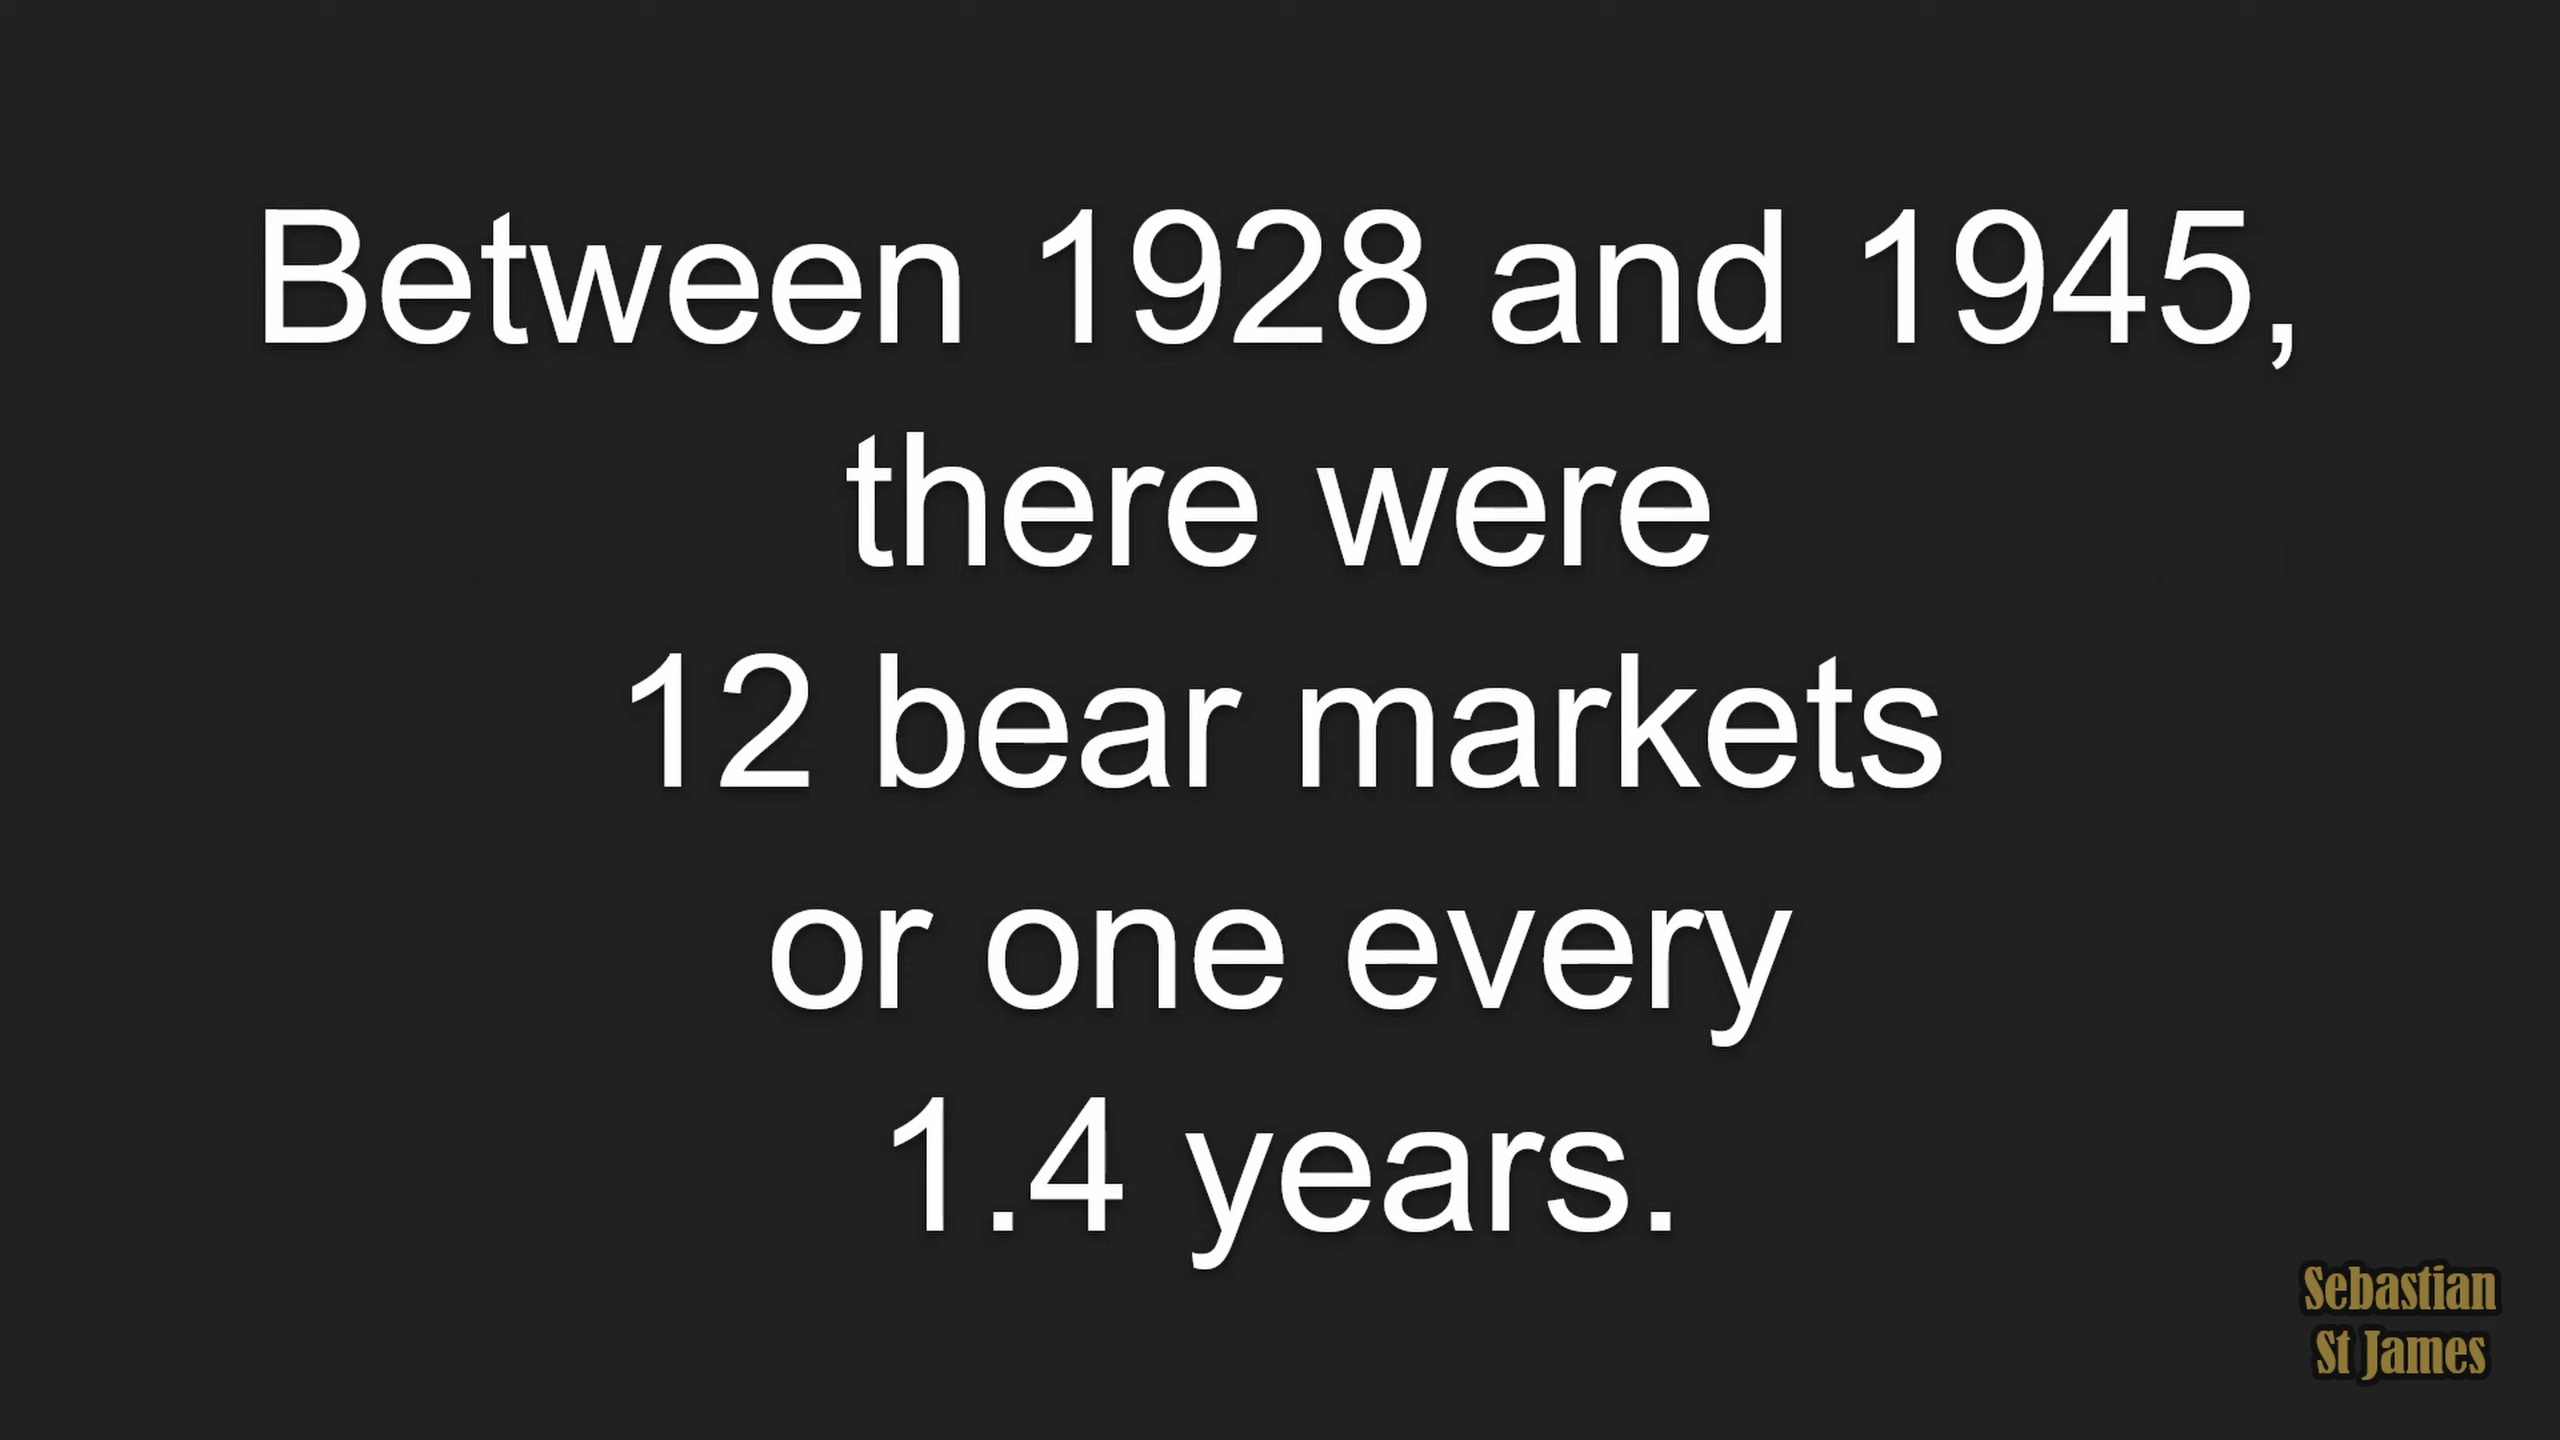 Between 1928 and 1945,
there were
12 bear markets
or one every
1.4 years.
Sebastian
St James